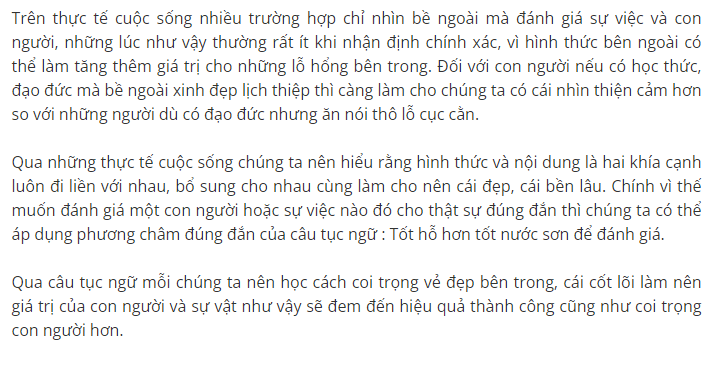 Trên thực tế cuộc sống nhiều trường hợp chỉ nhìn bề ngoài mà đánh giá sự việc và con
người, những lúc như vậy thường rất ít khi nhận định chính xác, vì hình thức bên ngoài có
thể làm tăng thêm giá trị cho những lỗ hổng bên trong. Đối với con người nếu có học thức,
đạo đức mà bề ngoài xinh đẹp lịch thiệp thì càng làm cho chúng ta có cái nhìn thiện cảm hơn
so với những người dù có đạo đức nhưng ăn nói thô lỗ cục cằn.
Qua những thực tế cuộc sống chúng ta nên hiểu rằng hình thức và nội dung là hai khía cạnh
luôn đi liền với nhau, bổ sung cho nhau cùng làm cho nên cái đẹp, cái bền lâu. Chính vì thế
muốn đánh giá một con người hoặc sự việc nào đó cho thật sự đúng đắn thì chúng ta có thể
áp dụng phương châm đúng đắn của câu tục ngữ : Tốt hỗ hơn tốt nước sơn để đánh giá.
Qua câu tục ngữ mỗi chúng ta nên học cách coi trọng vẻ đẹp bên trong, cái cốt lõi làm nên
giá trị của con người và sự vật như vậy sẽ đem đến hiệu quả thành công cũng như coi trọng
con người hơn.